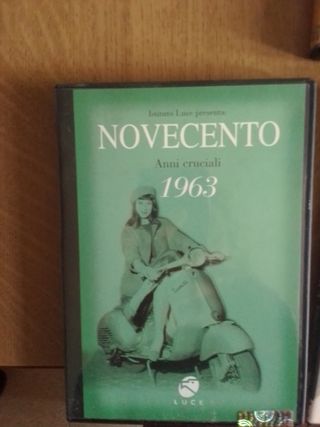 Istituto Luce presenta:
NOVECENTO
Anni cruciali
1963
LUCE